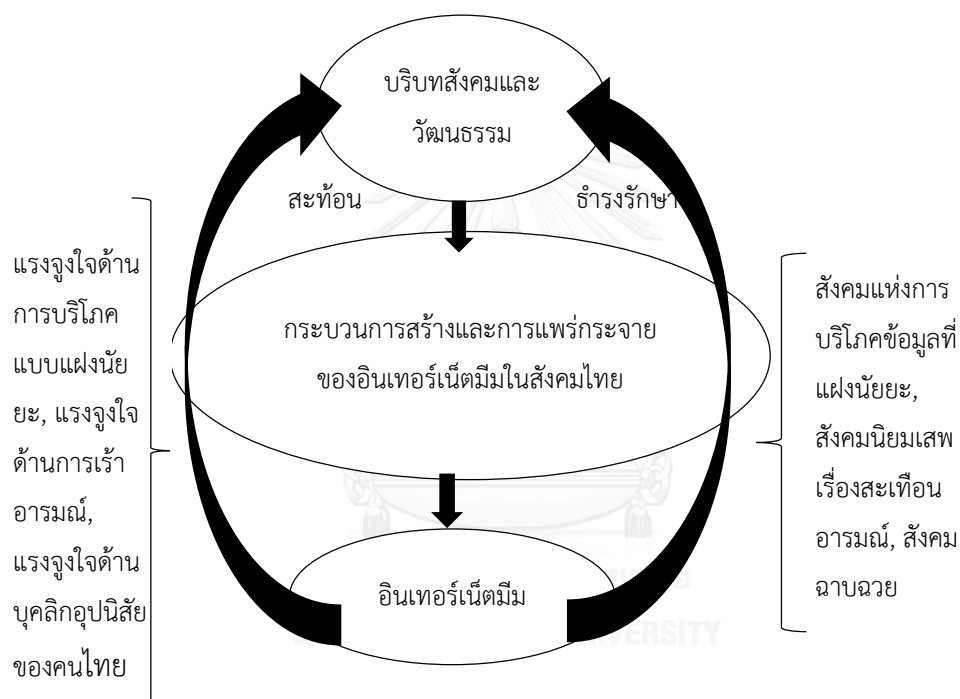 บริบทสังคมและ
วัฒนธรรม
สะท้อน
ธำรงรักษา
แรงจูงใจด้าน
การบริโภค
แบบแฝงนัย
ยะ, แรงจูงใจ
ด้านการเร้า
อารมณ์,
แรงจูงใจด้าน
บุคลิกอุปนิสัย
ของคนไทย
กระบวนการสร้างและการแพร่กระจาย
ของอินเทอร์เน็ตมีมในสังคมไทย
สังคมแห่งการ
บริโภคข้อมูลที่
แฝงนัยยะ,
สังคมนิยมเสพ
เรื่องสะเทือน
อารมณ์, สังคม
ฉาบฉวย
อินเทอร์เน็ตมีม
VERSITY